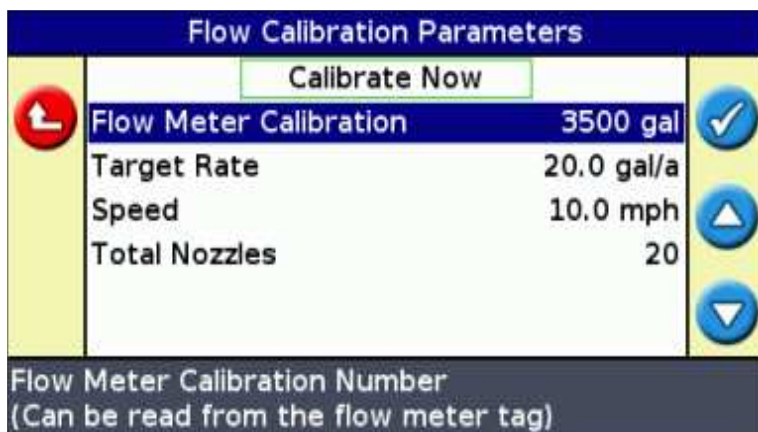 Flow Calibration Parameters
Calibrate Now
Flow Meter Calibration 3500 gal
Target Rate 20.0 gal/a
Speed 10.0 mph
Total Nozzles 20
Flow Meter Calibration Number
(Can be read from the flow meter tag)